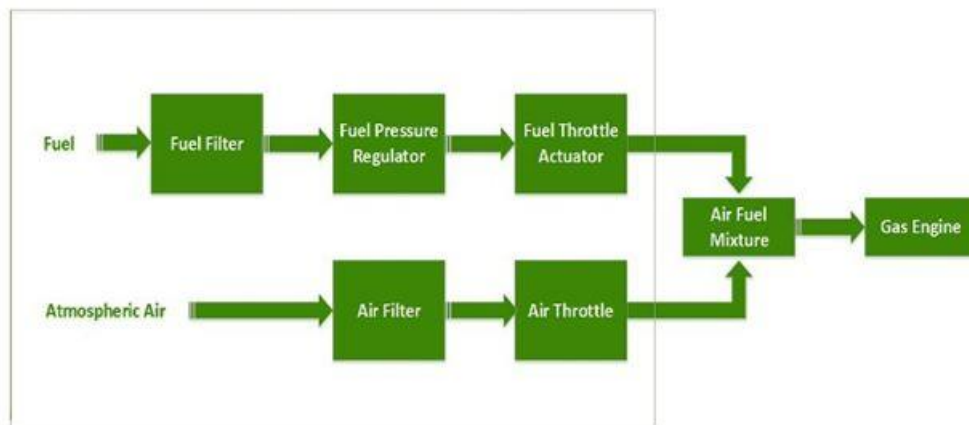 Fuel
Fuel Filter
Fuel Pressure
Regulator
Fuel Throttle
Actuator
Air Fuel
Mixture
Gas Engine
Atmospheric Air
Air Filter
Air Throttle